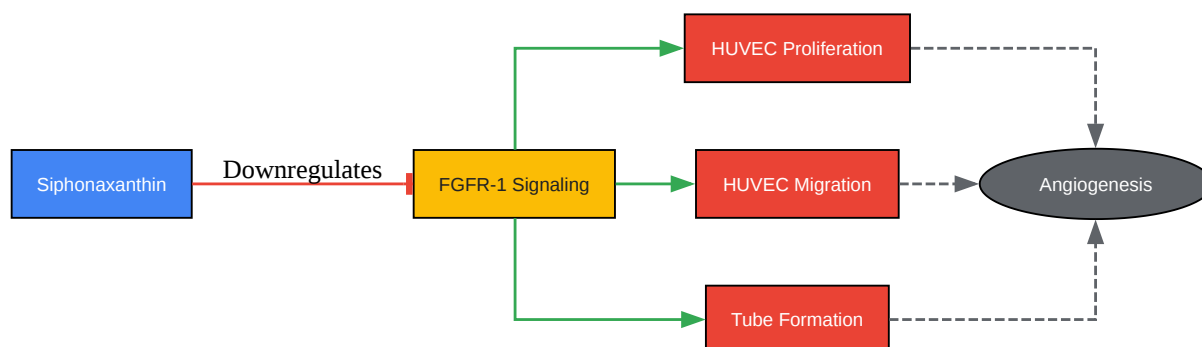 HUVEC Proliferation
Siphonaxanthin
Downregulates
FGFR-1 Signaling
HUVEC Migration
Angiogenesis
Tube Formation